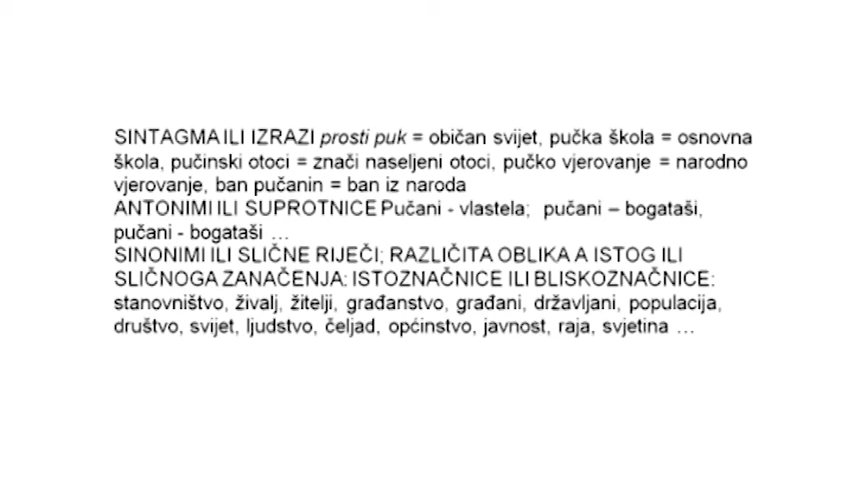 SINTAGMA ILI IZRAZI prosti puk = običan svijet, pučka škola = osnovna
škola, pučinski otoci = znači naseljeni otoci, pučko vjerovanje = narodno
vjerovanje, ban pučanin = ban iz naroda
ANTONIMI ILI SUPROTNICE Pučani - vlastela; pučani – bogataši,
pučani - bogataši ...
SINONIMI ILI SLIČNE RIJEČI; RAZLIČITA OBLIKA A ISTOG ILI
SLIČNOGA ZANAČENJA: ISTOZNAČNICE ILI BLISKOZNAČNICE:
stanovništvo, živalj, žitelji, građanstvo, građani, državljani, populacija,
društvo, svijet, ljudstvo, čeljad, općinstvo, javnost, raja, svjetina ...